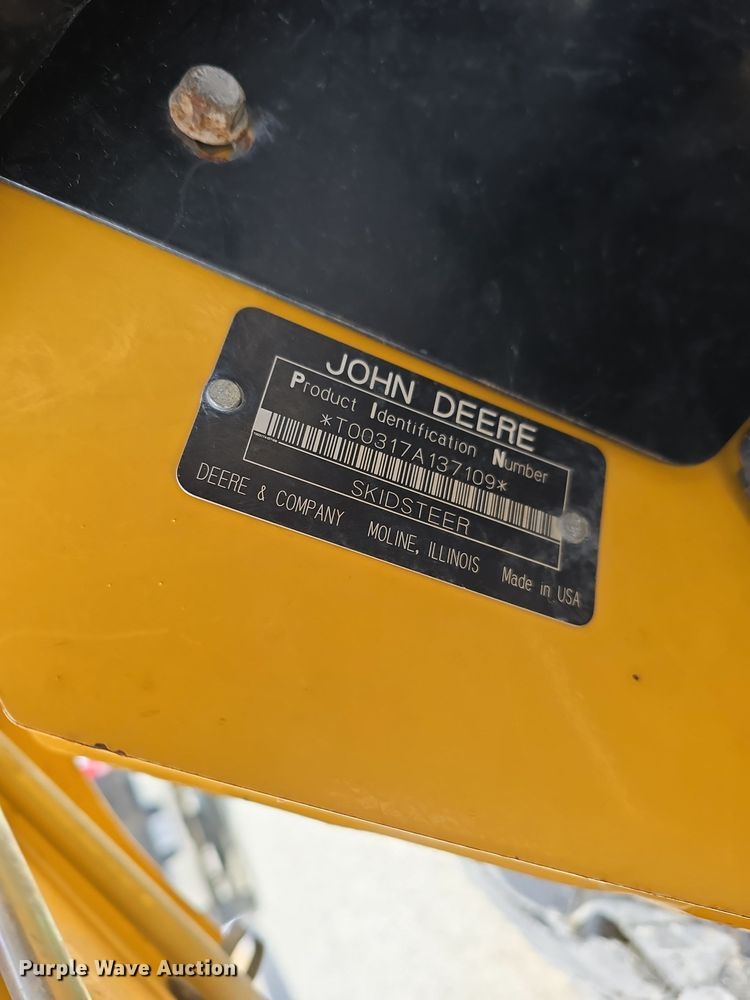 JOHN DEERE
Product Identification Number
*T00317A137109*
SKIDSTEER
DEERE & COMPANY MOLINE, ILLINOIS Made in USA
Purple Wave Auction